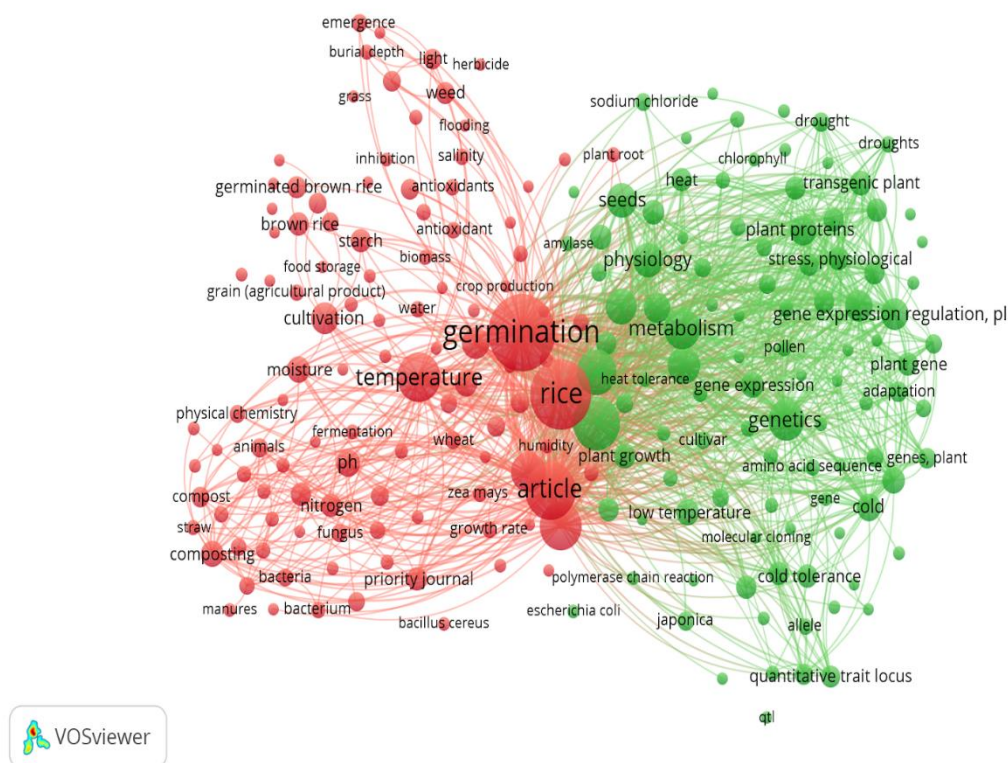 emergence
burial depth
light
herbicide
grass
weed
sodium chloride
flooding
drought
droughts
inhibition
salinity
plant root
chlorophyll
germinated brown rice
antioxidants
heat
transgenic plant
seeds
brown rice
antioxidant
plant proteins
starch
amylase
biomass
physiology
stress, physiological
food storage
grain (agricultural product)
crop production
water
cultivation
germination
metabolism
gene expression regulation, pl
pollen
moisture
temperature
heat tolerance
gene expression
plant gene
adaptation
rice
physical chemistry
genetics
fermentation
wheat
humidity
cultivar
animals
plant growth
ph
amino acid sequence
genes, plant
compost
zea mays
article
nitrogen
gene
cold
low temperature
straw
fungus
growth rate
molecular cloning
composting
bacteria
priority journal
polymerase chain reaction
cold tolerance
manures
bacterium
escherichia coli
bacillus cereus
japonica
allele
quantitative trait locus
qtl
VOSviewer